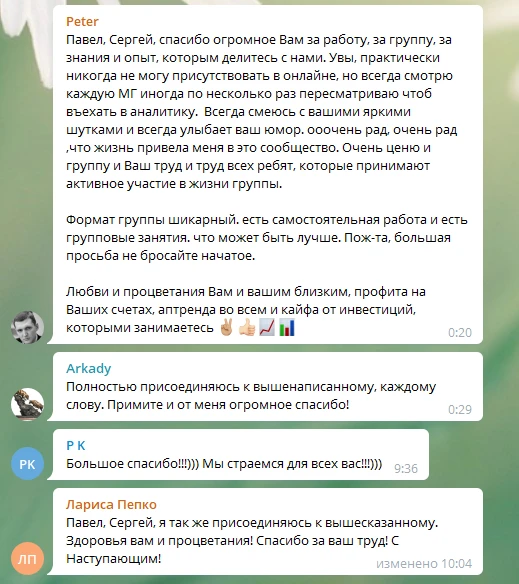 Peter
Павел, Сергей, спасибо огромное Вам за работу, за группу, за
знания и опыт, которым делитесь с нами. Увы, практически
никогда не могу присутствовать в онлайне, но всегда смотрю
каждую МГ иногда по несколько раз пересматриваю чтоб
въехать в аналитику.  Всегда смеюсь с вашими яркими
шутками и всегда улыбает ваш юмор. ооочень рад, очень рад
,что жизнь привела меня в это сообщество. Очень ценю и
группу и Ваш труд и труд всех ребят, которые принимают
активное участие в жизни группы.
Формат группы шикарный. есть самостоятельная работа и есть
групповые занятия. что может быть лучше. Пож-та, большая
просьба не бросайте начатое.
Любви и процветания Вам и вашим близким, профита на
Ваших счетах, аптренда во всем и кайфа от инвестиций,
которыми занимаетесь ✌🏼👍🏻📈📊
0:20
Arkady
Полностью присоединяюсь к вышенаписанному, каждому
слову. Примите и от меня огромное спасибо!
0:29
P K
PK
Большое спасибо!!!))) Мы страемся для всех вас!!!)))
9:36
Лариса Пепко
Павел, Сергей, я так же присоединяюсь к вышесказанному.
Здоровья вам и процветания! Спасибо за ваш труд! С
Наступающим!
ЛП
изменено 10:04